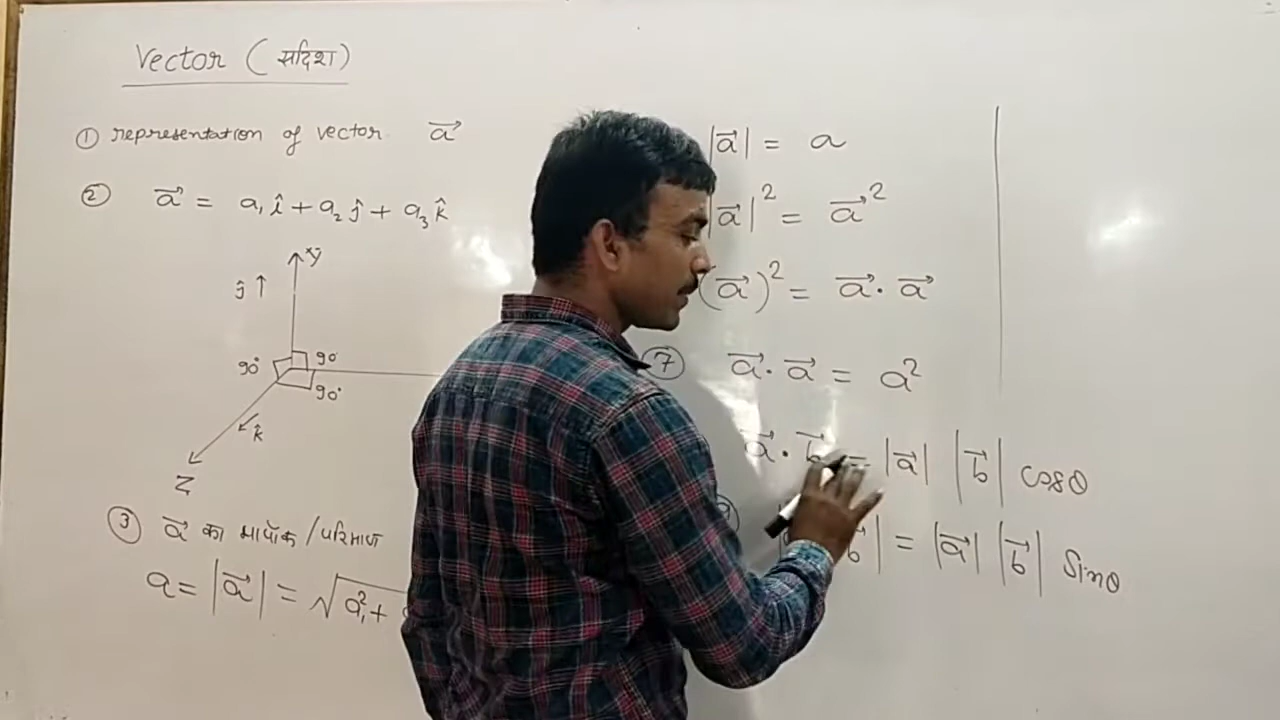 Vector (सदिश)
① representation of vector a⃗
② a⃗ = a₁î + a₂ĵ + a₃k̂
y
ĵ ↑
90° 90°
90°
k̂
Z
③ a⃗ का मापाँक/परिमाण
a = |a⃗| = √a₁² +
|a⃗| = a
|a⃗|² = a⃗²
(a⃗)² = a⃗ · a⃗
⑦ a⃗ · a⃗ = a²
a⃗ · b⃗ = |a⃗| |b⃗| cosθ
b⃗| = |a⃗| |b⃗| Sinθ